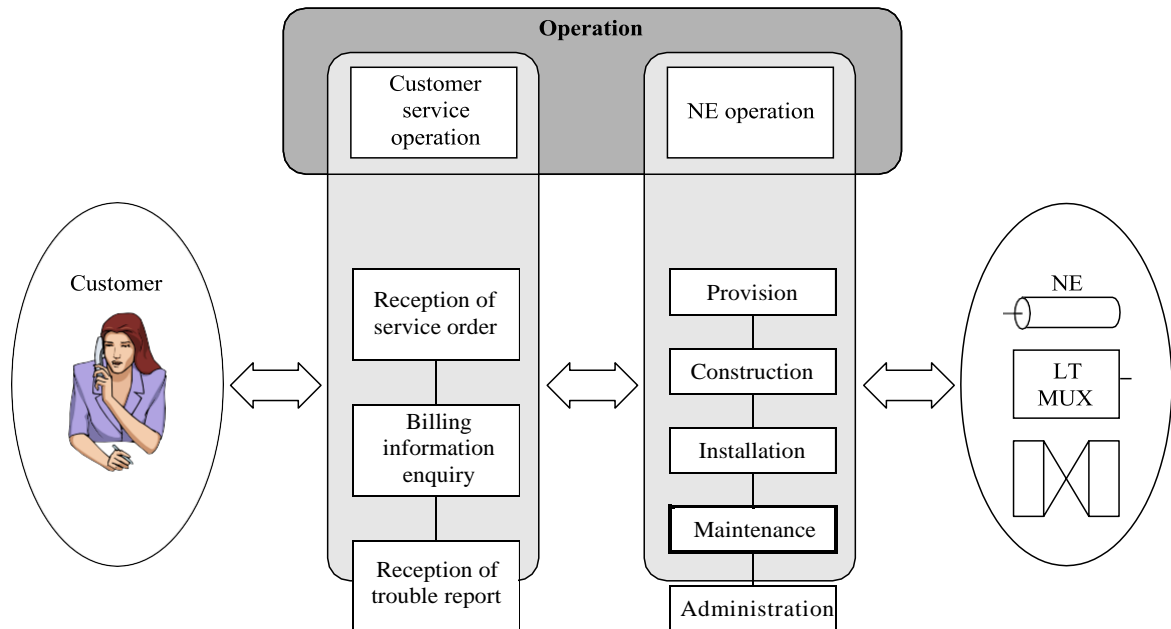 Operation
Customer
service
operation
NE operation
Customer
Reception of
service order
Billing
information
enquiry
Reception of
trouble report
Provision
Construction
Installation
Maintenance
Administration
NE
LT
MUX